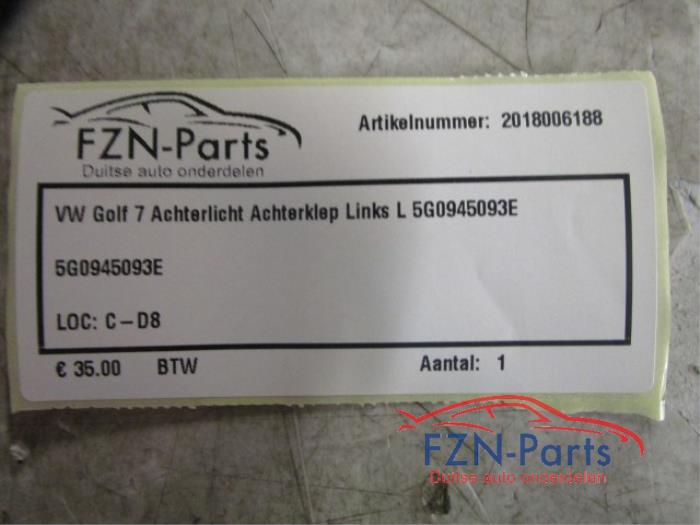 FZN-Parts
Duitse auto onderdelen
Artikelnummer: 2018006188
VW Golf 7 Achterlicht Achterklep Links L 5G0945093E
5G0945093E
LOC: C-D8
€ 35.00 BTW Aantal: 1
FZN-Parts
Duitse auto onderdelen